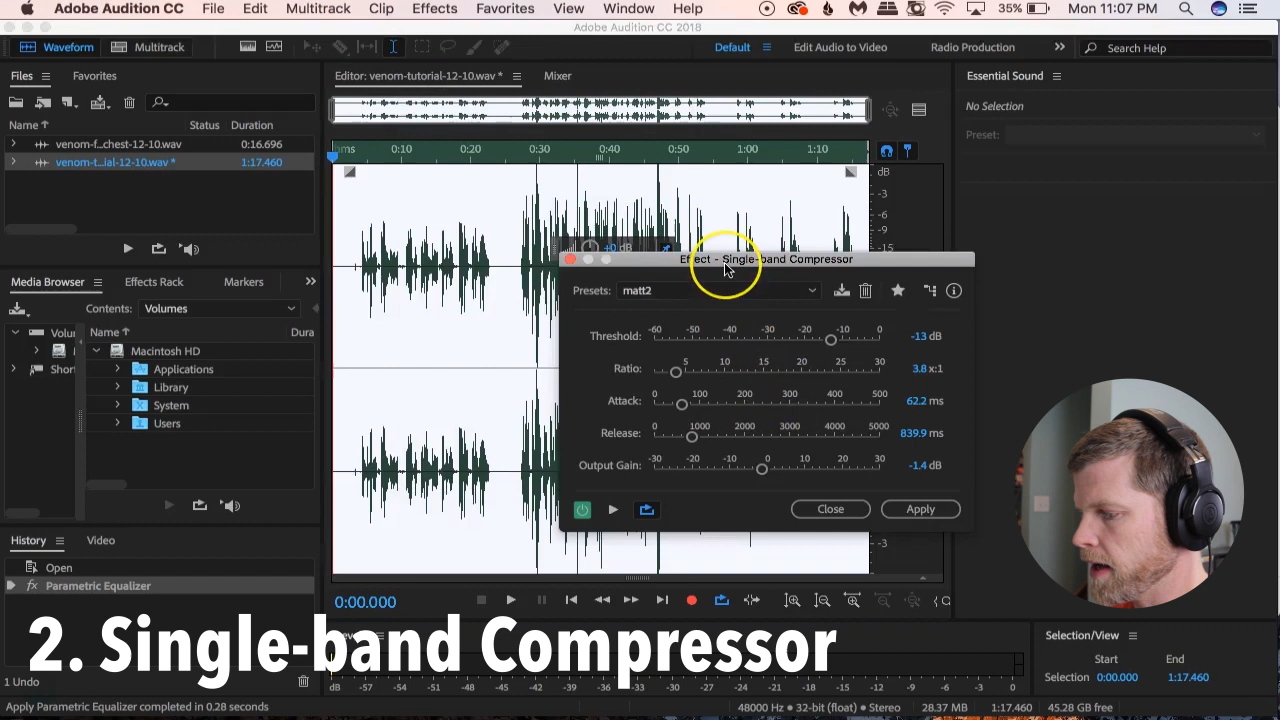 Adobe Audition CC File Edit Multitrack Clip Effects Favorites View Window Help 35% Mon 11:07 PM
Adobe Audition CC 2018
Waveform Multitrack Default Edit Audio to Video Radio Production Search Help
Files Favorites Editor: venom-tutorial-12-10.wav * Mixer Essential Sound
No Selection
Name Status Duration Preset:
venom-f...chest-12-10.wav 0:16.696
venom-t...ial-12-10.wav * 1:17.460
0:10 0:20 0:30 0:40 0:50 1:00 1:10 dB
-3
-6
-9
-15
+0 dB
Effect - Single-band Compressor
Media Browser Effects Rack Markers
Presets: matt2
Contents: Volumes
Name Dura
Macintosh HD
Applications
Library
System
Users
Threshold: -60 -50 -40 -30 -20 -10 0 -13 dB
Ratio: 5 10 15 20 25 30 3.8 x:1
Attack: 0 100 200 300 400 500 62.2 ms
Release: 0 1000 2000 3000 4000 5000 839.9 ms
Output Gain: -30 -20 -10 0 10 20 30 -1.4 dB
Close Apply
-3
History Video
Open
fx Parametric Equalizer
0:00.000
2. Single-band Compressor
Selection/View
Start End
Selection 0:00.000 1:17.460
1 Undo
dB -57 -54 -51 -48 -45 -42 -39 -36 -33 -30 -27 -24 -21 -18 -15 -12 -9 -6 -3 0
Apply Parametric Equalizer completed in 0.28 seconds 48000 Hz • 32-bit (float) • Stereo 28.37 MB 1:17.460 45.28 GB free